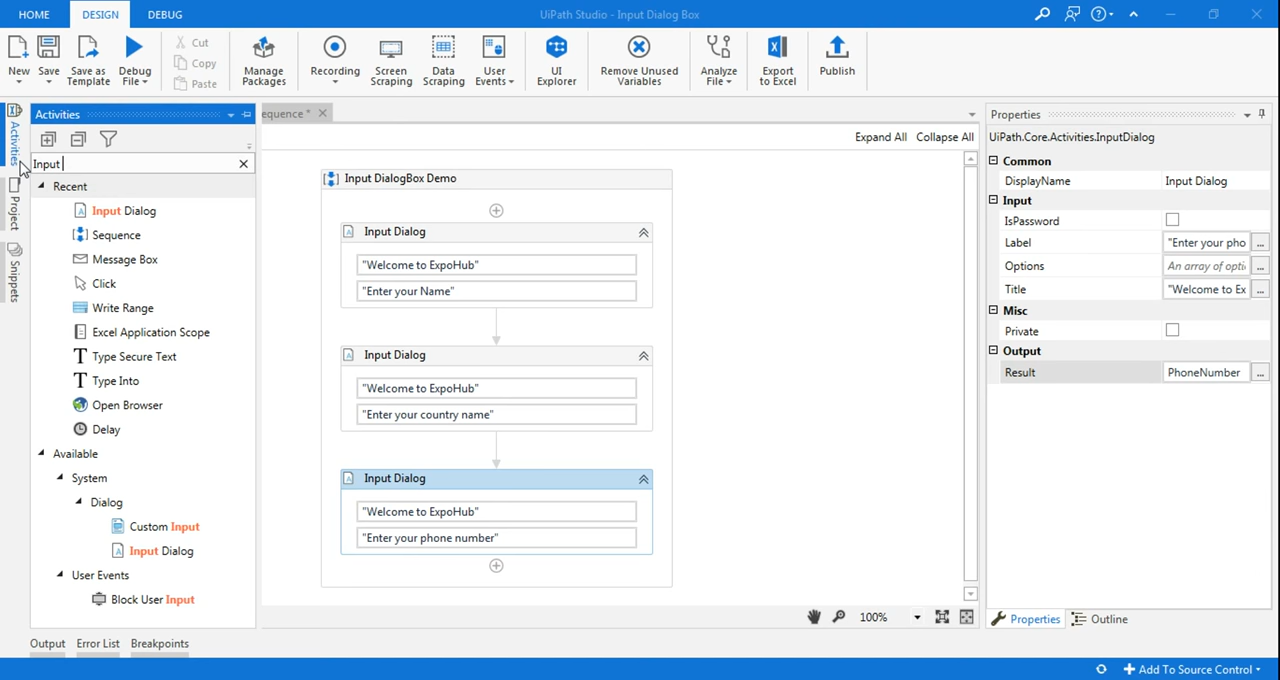 HOME DESIGN DEBUG UiPath Studio - Input Dialog Box
New Save Save as Template Debug File Cut Copy Paste Manage Packages Recording Screen Scraping Data Scraping User Events UI Explorer Remove Unused Variables Analyze File Export to Excel Publish
Activities
Project
Snippets
Activities
Input
Recent
Input Dialog
Sequence
Message Box
Click
Write Range
Excel Application Scope
Type Secure Text
Type Into
Open Browser
Delay
Available
System
Dialog
Custom Input
Input Dialog
User Events
Block User Input
equence *
Expand All Collapse All
Input DialogBox Demo
Input Dialog
"Welcome to ExpoHub"
"Enter your Name"
Input Dialog
"Welcome to ExpoHub"
"Enter your country name"
Input Dialog
"Welcome to ExpoHub"
"Enter your phone number"
100%
Properties
UiPath.Core.Activities.InputDialog
Common
DisplayName Input Dialog
Input
IsPassword
Label "Enter your pho ...
Options An array of opti ...
Title "Welcome to Ex ...
Misc
Private
Output
Result PhoneNumber ...
Properties Outline
Output Error List Breakpoints
Add To Source Control